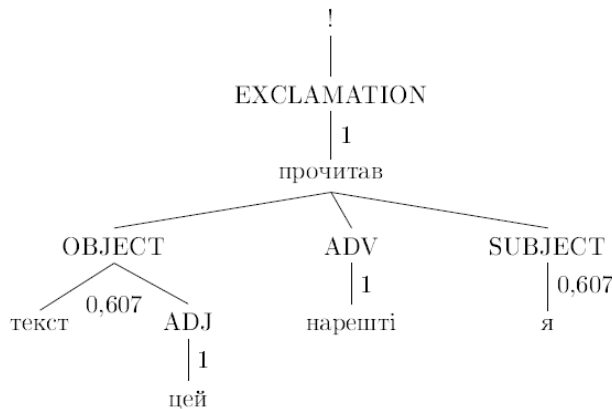 !
EXCLAMATION
1
прочитав
OBJECT ADV SUBJECT
1 0,607
текст 0,607 ADJ нарешті я
1
цей